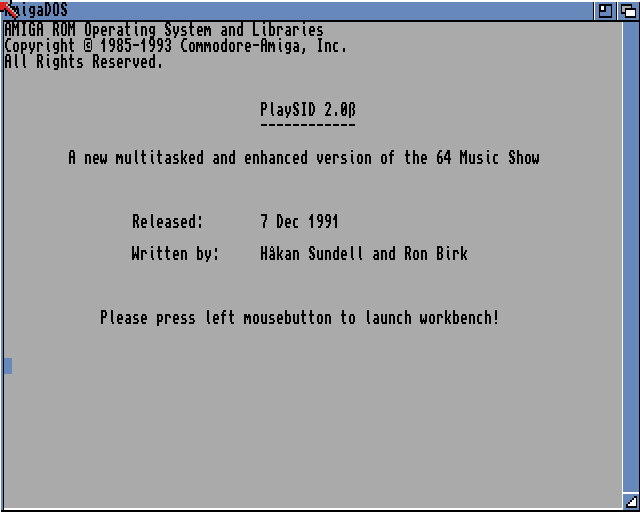 AmigaDOS
AMIGA ROM Operating System and Libraries
Copyright © 1985-1993 Commodore-Amiga, Inc.
All Rights Reserved.
PlaySID 2.0β
------------
A new multitasked and enhanced version of the 64 Music Show
Released: 7 Dec 1991
Written by: Håkan Sundell and Ron Birk
Please press left mousebutton to launch workbench!